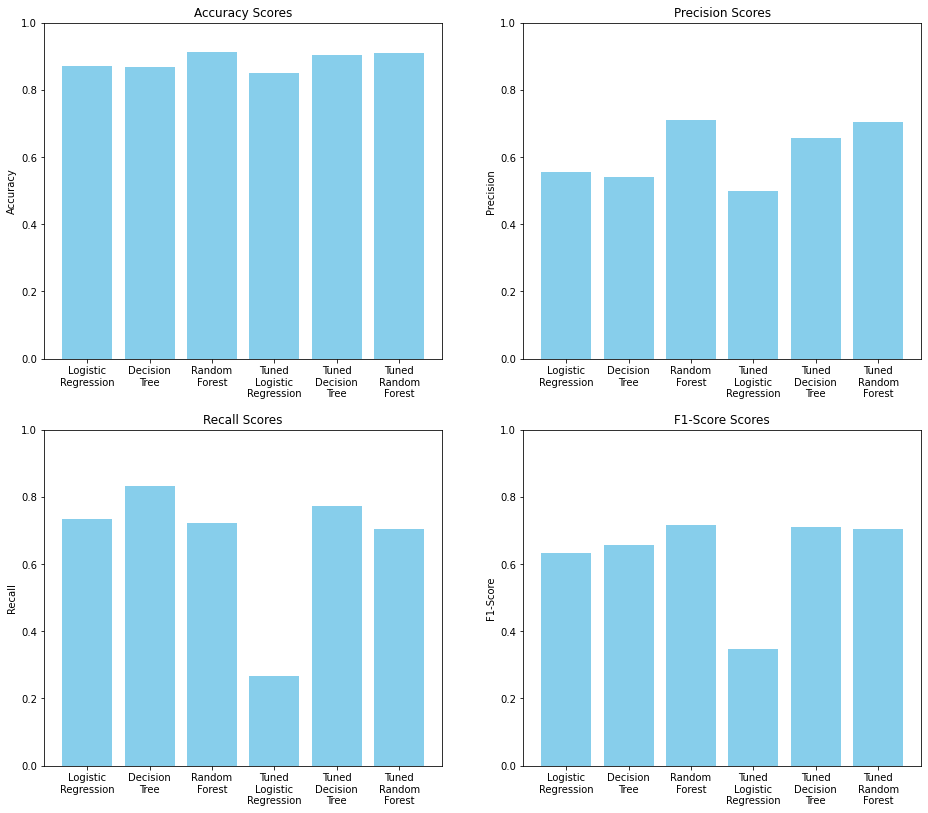 Accuracy Scores
Accuracy
1.0
0.8
0.6
0.4
0.2
0.0
Logistic
Regression
Decision
Tree
Random
Forest
Tuned
Logistic
Regression
Tuned
Decision
Tree
Tuned
Random
Forest
Precision Scores
Precision
1.0
0.8
0.6
0.4
0.2
0.0
Logistic
Regression
Decision
Tree
Random
Forest
Tuned
Logistic
Regression
Tuned
Decision
Tree
Tuned
Random
Forest
Recall Scores
Recall
1.0
0.8
0.6
0.4
0.2
0.0
Logistic
Regression
Decision
Tree
Random
Forest
Tuned
Logistic
Regression
Tuned
Decision
Tree
Tuned
Random
Forest
F1-Score Scores
F1-Score
1.0
0.8
0.6
0.4
0.2
0.0
Logistic
Regression
Decision
Tree
Random
Forest
Tuned
Logistic
Regression
Tuned
Decision
Tree
Tuned
Random
Forest